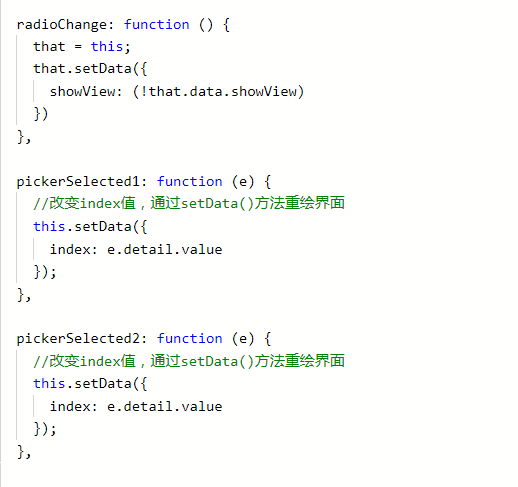 radioChange: function () {
  that = this;
  that.setData({
    showView: (!that.data.showView)
  })
},
pickerSelected1: function (e) {
  //改变index值，通过setData()方法重绘界面
  this.setData({
    index: e.detail.value
  });
},
pickerSelected2: function (e) {
  //改变index值，通过setData()方法重绘界面
  this.setData({
    index: e.detail.value
  });
},